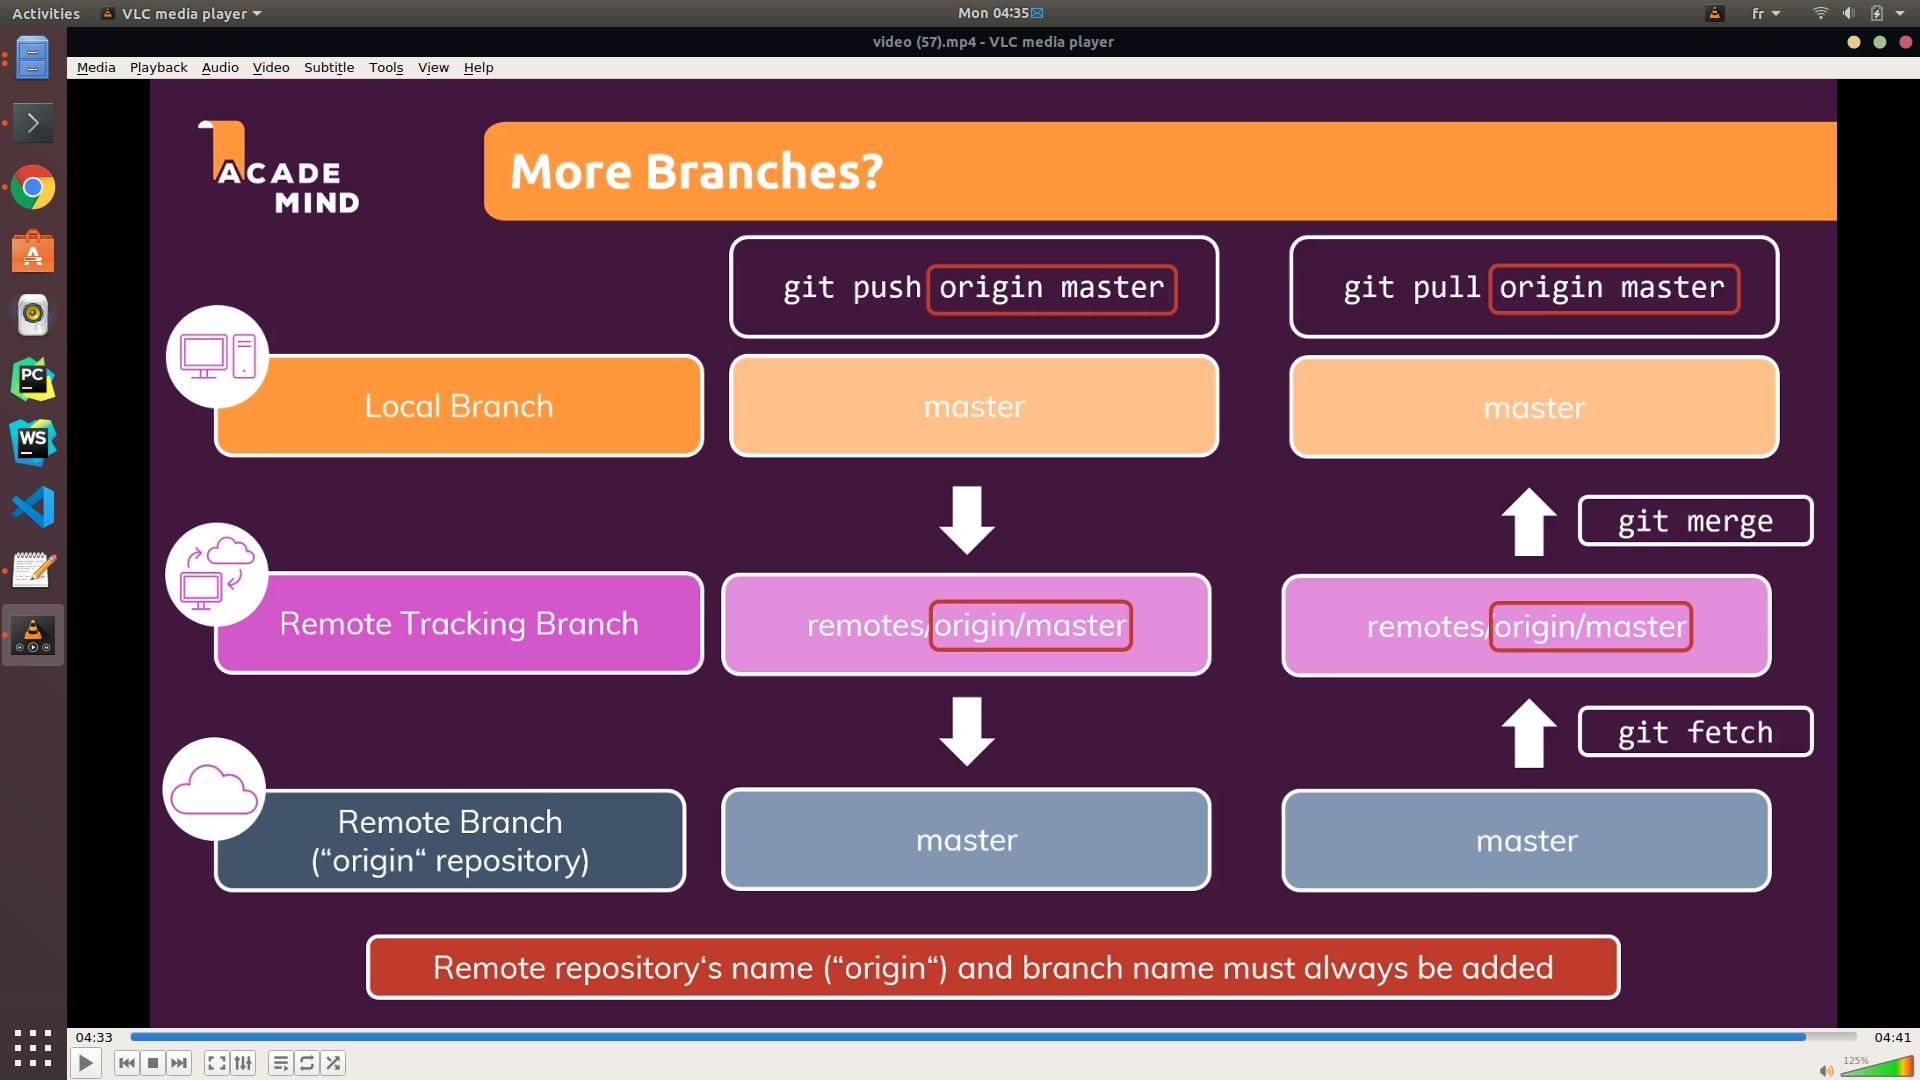 Activities
VLC media player
Mon 04:35
fr
video (57).mp4 - VLC media player
Media Playback Audio Video Subtitle Tools View Help
ACADE
MIND
More Branches?
git push origin master
git pull origin master
Local Branch
master
master
git merge
Remote Tracking Branch
remotes/origin/master
remotes/origin/master
git fetch
Remote Branch
(“origin“ repository)
master
master
Remote repository‘s name (“origin“) and branch name must always be added
PC
WS
04:33
04:41
125%